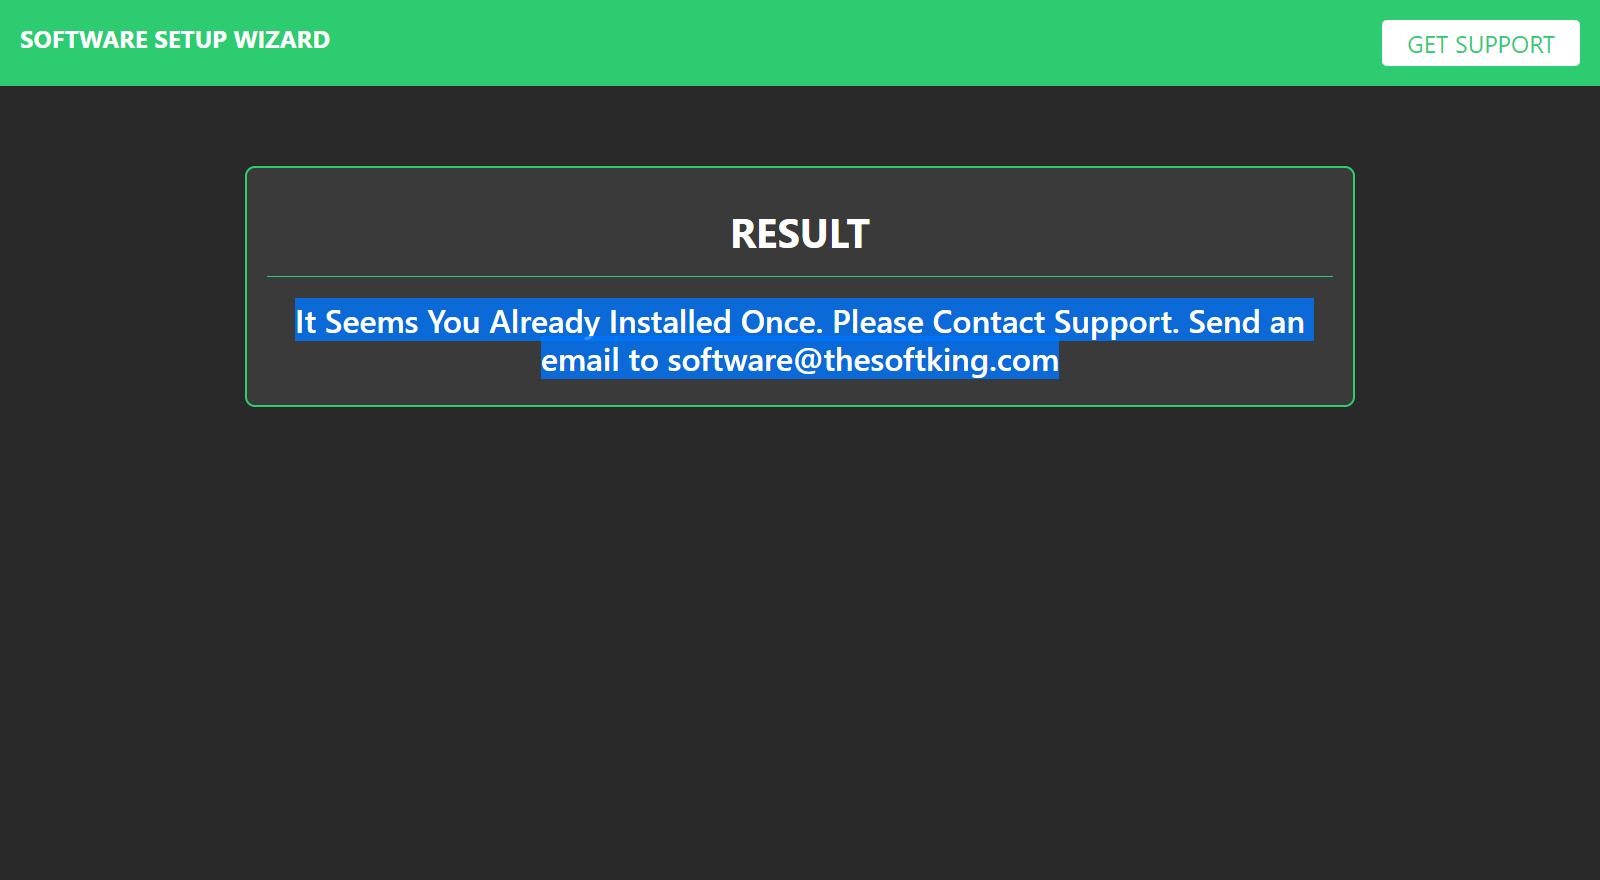 SOFTWARE SETUP WIZARD
GET SUPPORT
RESULT
It Seems You Already Installed Once. Please Contact Support. Send an
email to software@thesoftking.com